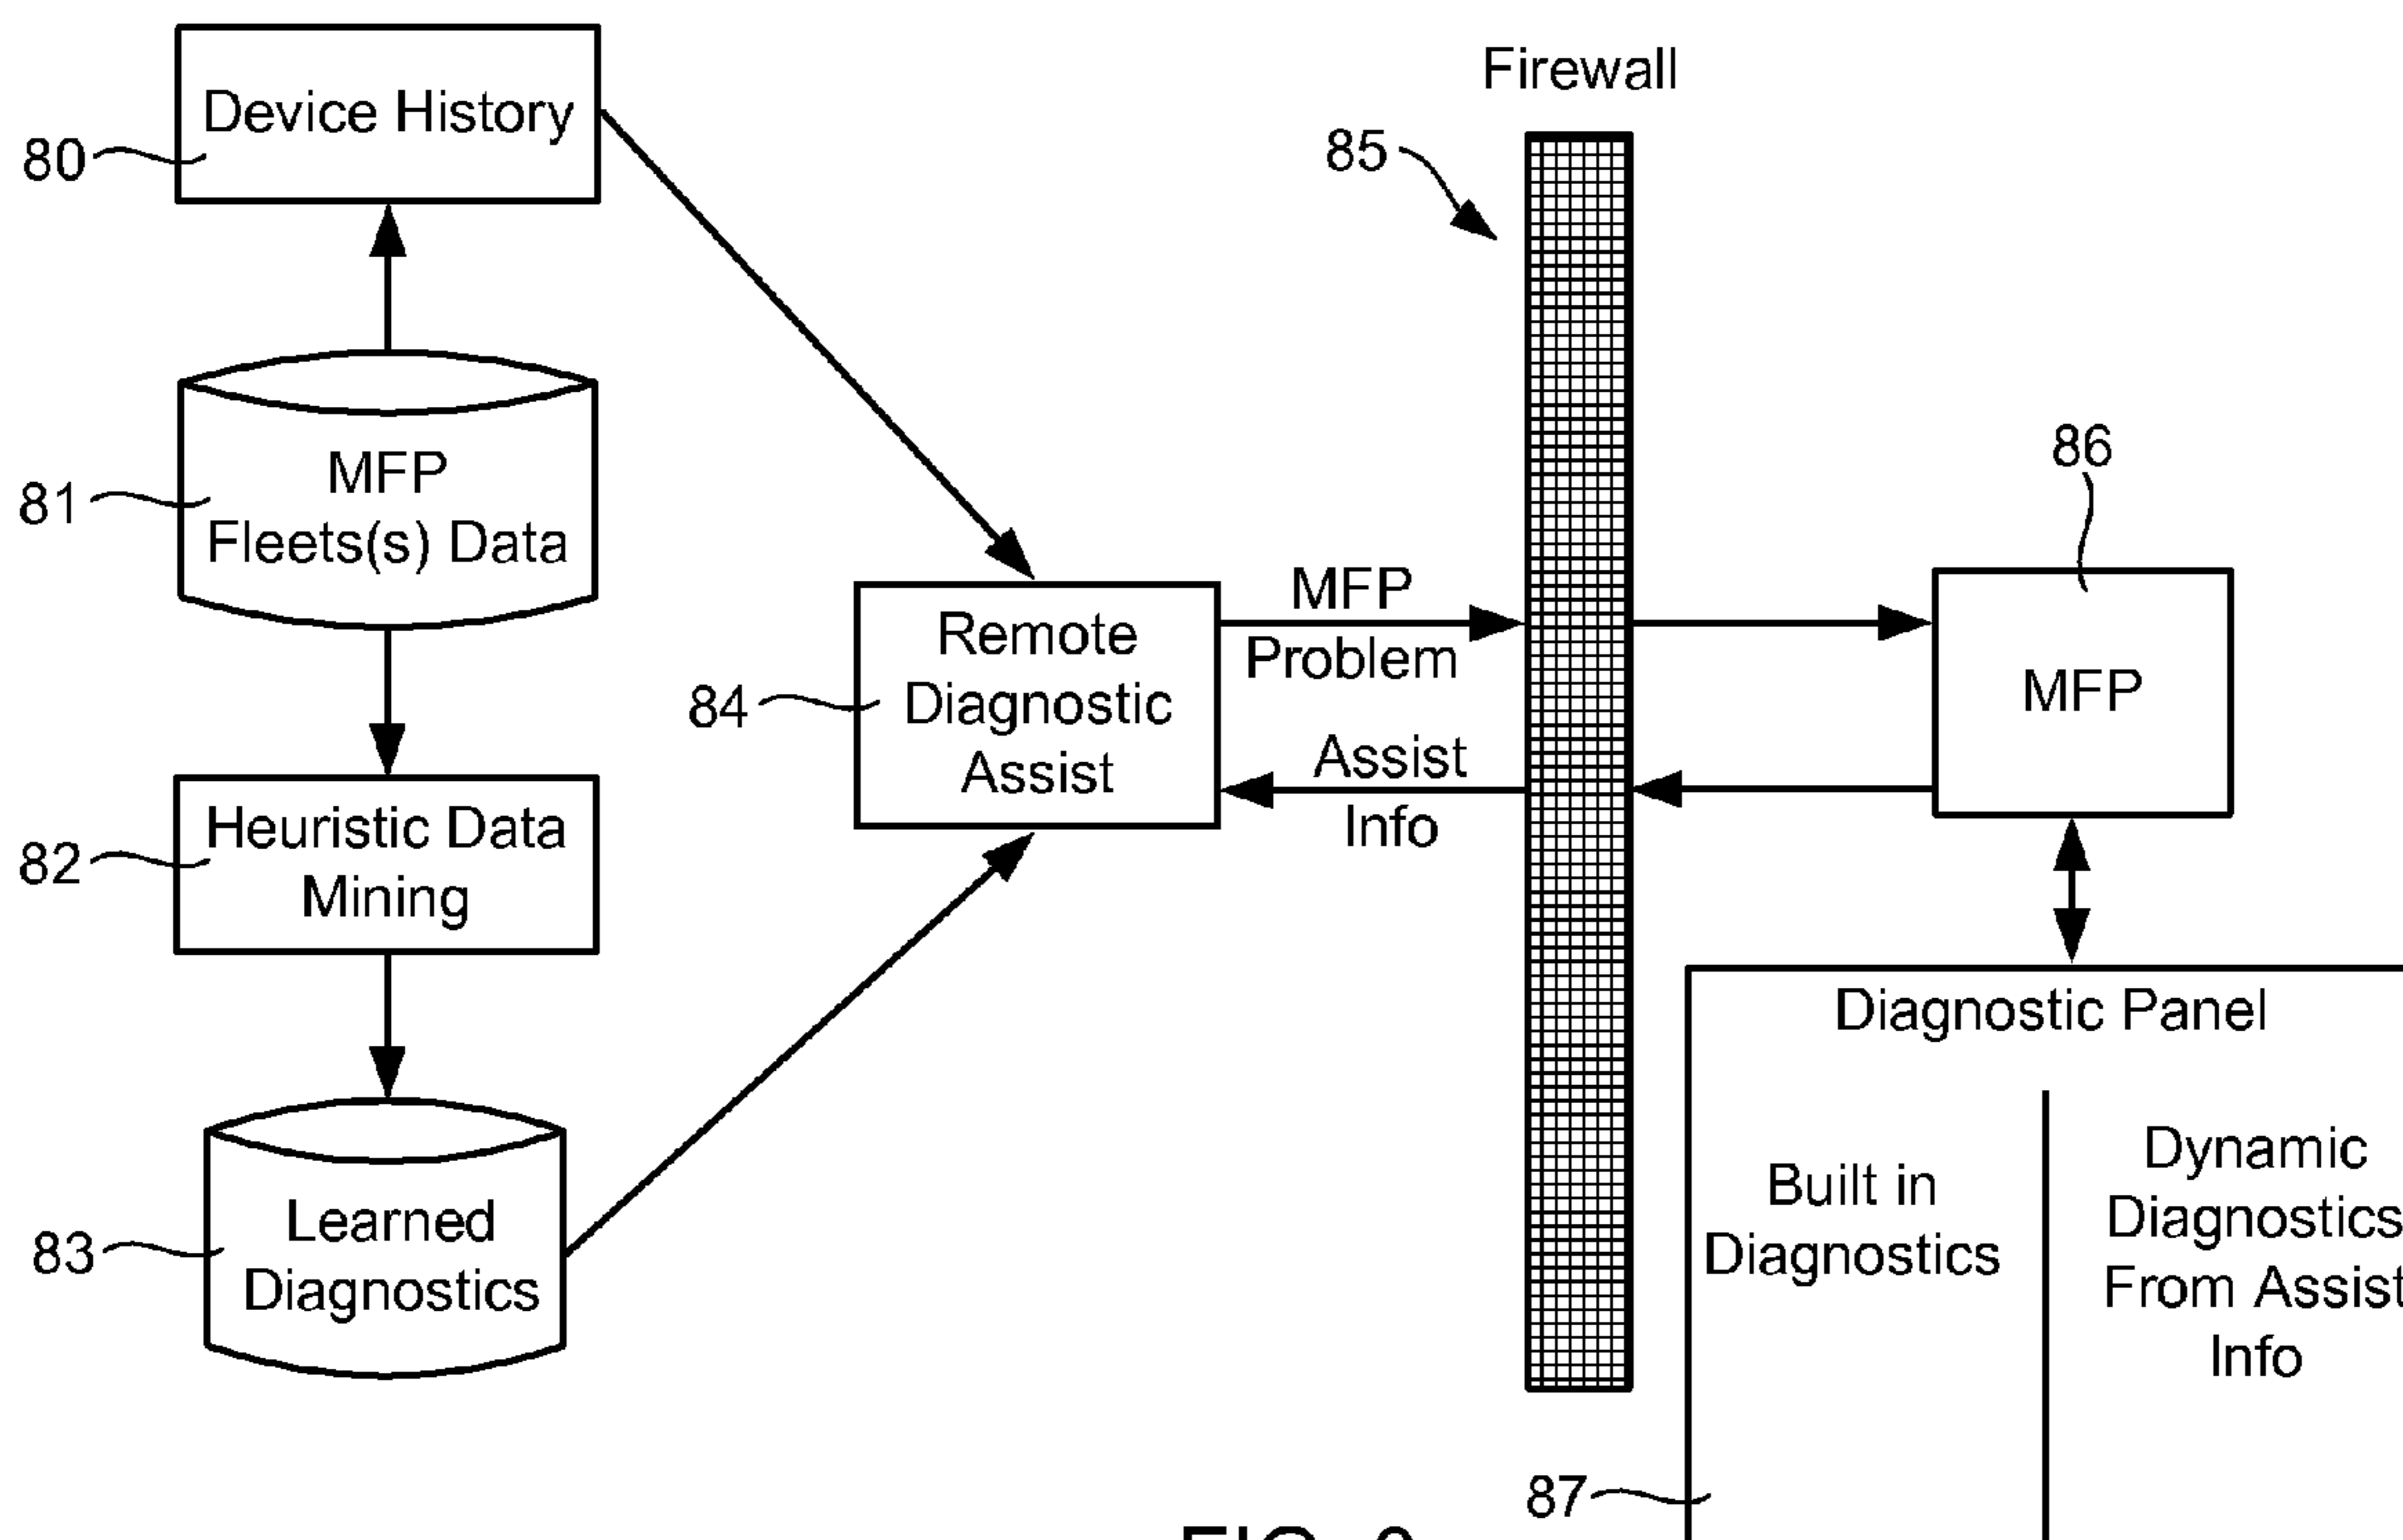 Device History
80
MFP
Fleets(s) Data
81
Heuristic Data
Mining
82
Learned
Diagnostics
83
Remote
Diagnostic
Assist
84
MFP
Problem
Assist
Info
Firewall
85
86
MFP
Diagnostic Panel
Built in
Diagnostics
Dynamic
Diagnostics
From Assist
Info
87
FIG.